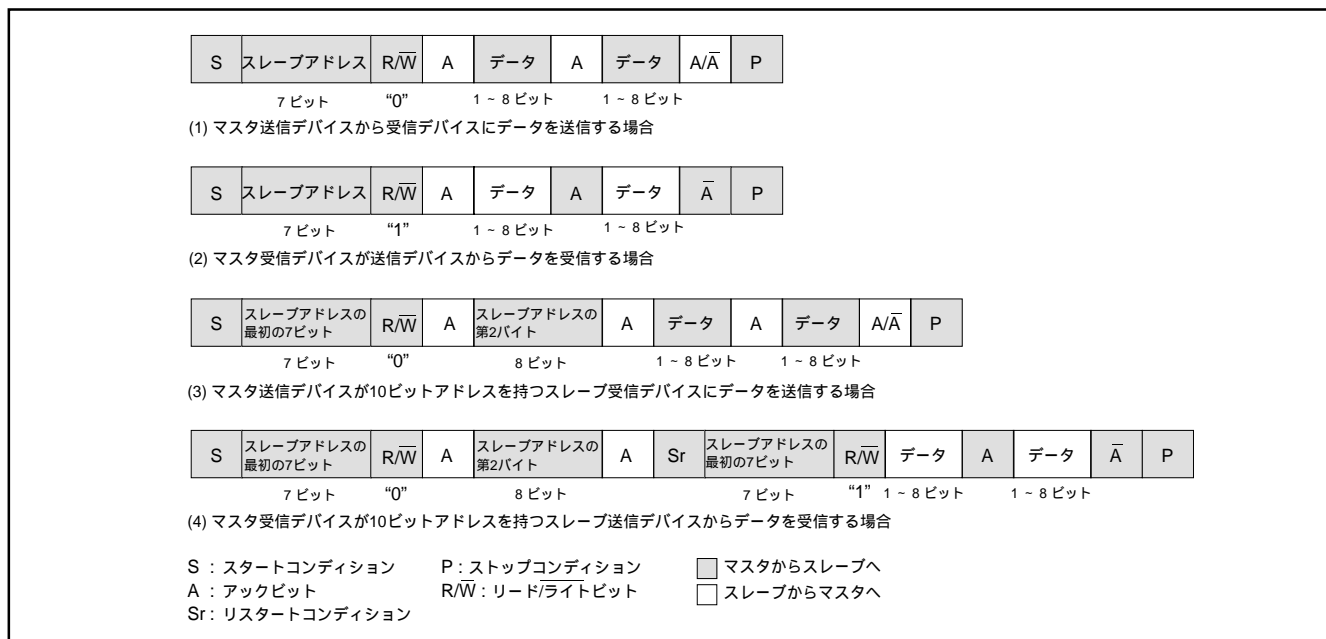 S スレーブアドレス R/W̅ A データ A データ A/A̅ P
7 ビット “0” 1 ~ 8 ビット 1 ~ 8 ビット
(1) マスタ送信デバイスから受信デバイスにデータを送信する場合
S スレーブアドレス R/W̅ A データ A データ A̅ P
7 ビット “1” 1 ~ 8 ビット 1 ~ 8 ビット
(2) マスタ受信デバイスが送信デバイスからデータを受信する場合
S スレーブアドレスの最初の7ビット R/W̅ A スレーブアドレスの第2バイト A データ A データ A/A̅ P
7 ビット “0” 8 ビット 1 ~ 8 ビット 1 ~ 8 ビット
(3) マスタ送信デバイスが10ビットアドレスを持つスレーブ受信デバイスにデータを送信する場合
S スレーブアドレスの最初の7ビット R/W̅ A スレーブアドレスの第2バイト A Sr スレーブアドレスの最初の7ビット R/W̅ データ A データ A̅ P
7 ビット “0” 8 ビット 7 ビット “1” 1 ~ 8 ビット 1 ~ 8 ビット
(4) マスタ受信デバイスが10ビットアドレスを持つスレーブ送信デバイスからデータを受信する場合
S : スタートコンディション P : ストップコンディション マスタからスレーブへ
A : アックビット R/W̅ : リード/ラ̅イ̅ト̅ビット スレーブからマスタへ
Sr : リスタートコンディション